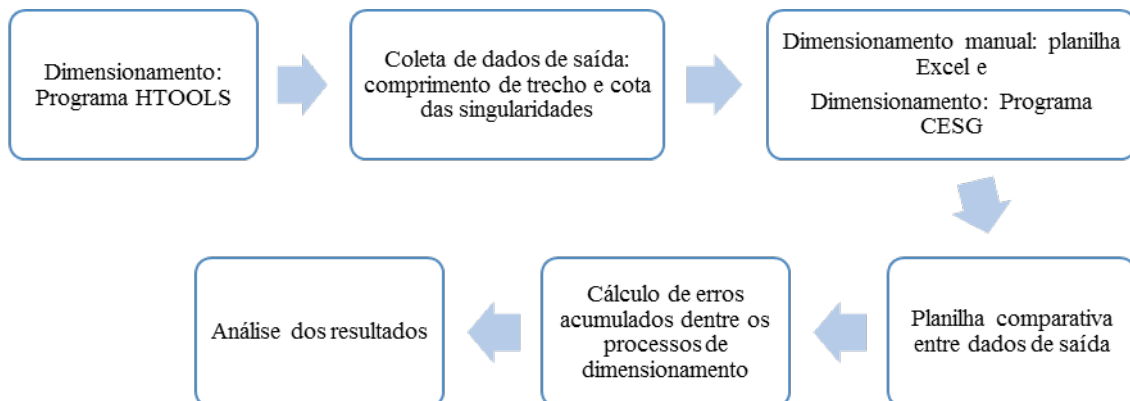 Dimensionamento:
Programa HTOOLS
Coleta de dados de saída:
comprimento de trecho e cota
das singularidades
Dimensionamento manual: planilha
Excel e
Dimensionamento: Programa
CESG
Planilha comparativa
entre dados de saída
Cálculo de erros
acumulados dentre os
processos de
dimensionamento
Análise dos resultados